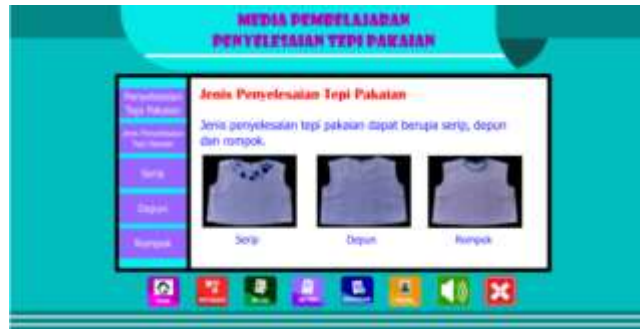 MEDIA PEMBELAJARAN
PENYELESAIAN TEPI PAKAIAN
Penyelesaian
Tepi Pakaian
Serip
Depun
Rompok
Jenis Penyelesaian Tepi Pakaian
Jenis penyelesaian tepi pakaian dapat berupa serip, depun
dan rompok.
Serip
Depun
Rompok